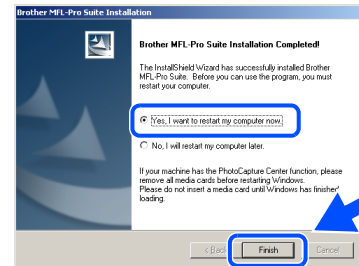 Brother MFL-Pro Suite Installation
Brother MFL-Pro Suite Installation Completed!
The InstallShield Wizard has successfully installed Brother
MFL-Pro Suite. Before you can use the program, you must
restart your computer.
Yes, I want to restart my computer now.
No, I will restart my computer later.
If your machine has the PhotoCapture Center function, please
remove all media cards before restarting Windows.
Please do not insert a media card until Windows has finished
loading.
< Back
Finish
Cancel